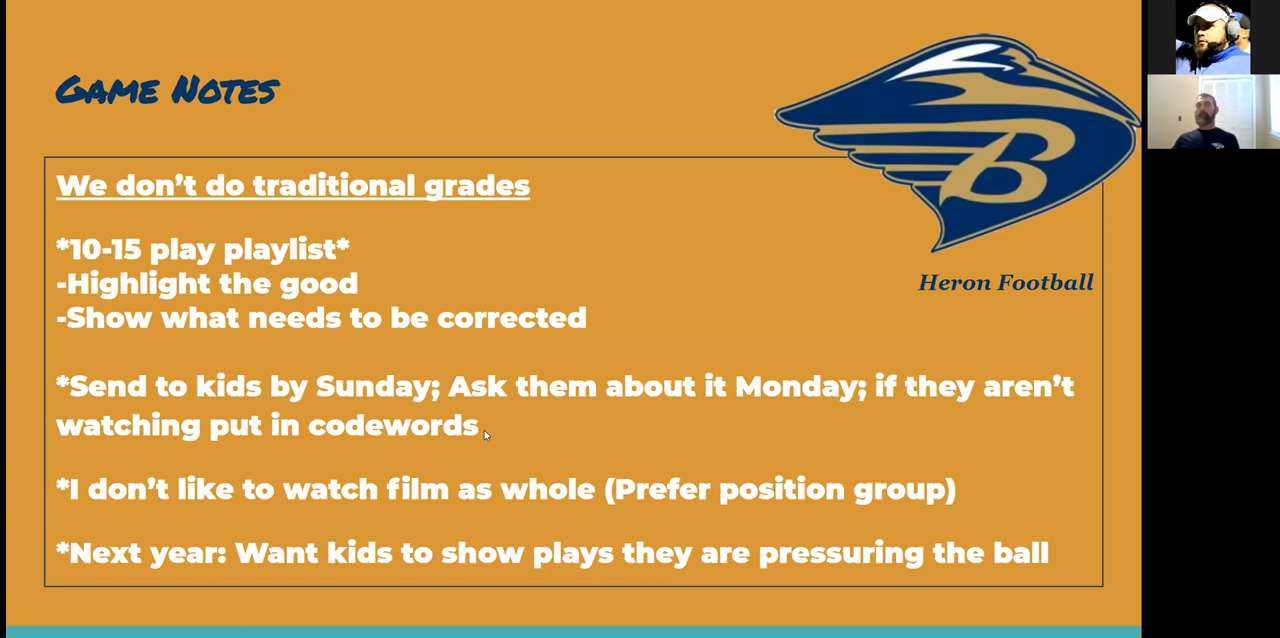 Game Notes
We don't do traditional grades
*10-15 play playlist*
-Highlight the good
-Show what needs to be corrected
*Send to kids by Sunday; Ask them about it Monday; if they aren't
watching put in codewords
*I don't like to watch film as whole (Prefer position group)
*Next year: Want kids to show plays they are pressuring the ball
B
Heron Football